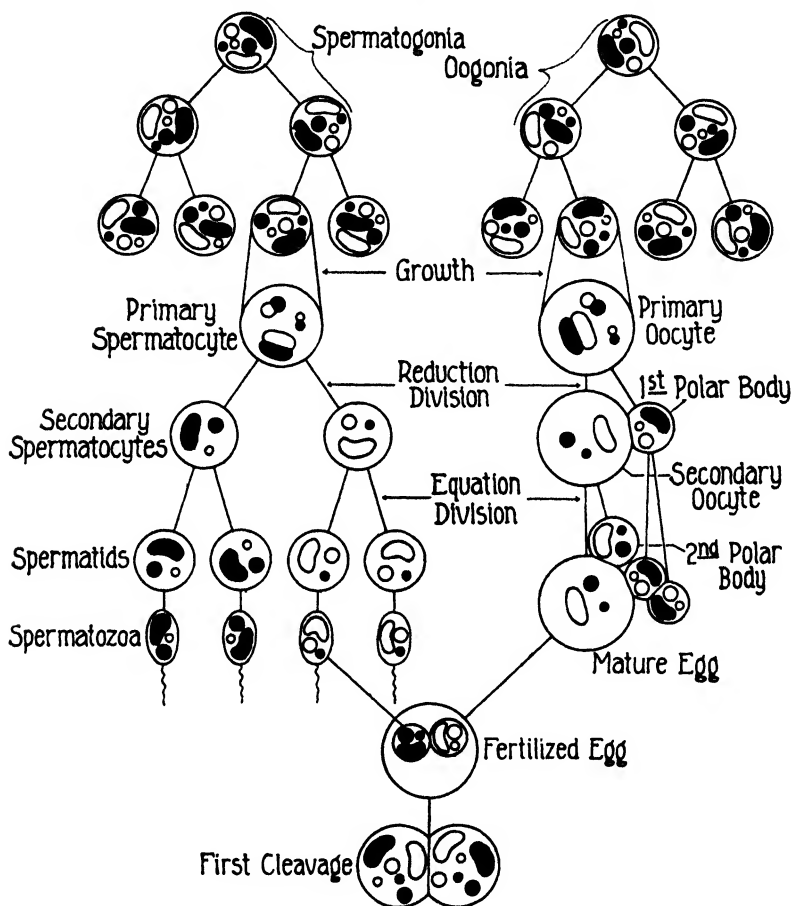 Spermatogonia
Oogonia
Growth
Primary
Spermatocyte
Primary
Oocyte
Reduction
Division
1st Polar Body
Secondary
Spermatocytes
Secondary
Oocyte
Equation
Division
Spermatids
2nd Polar
Body
Spermatozoa
Mature Egg
Fertilized Egg
First Cleavage